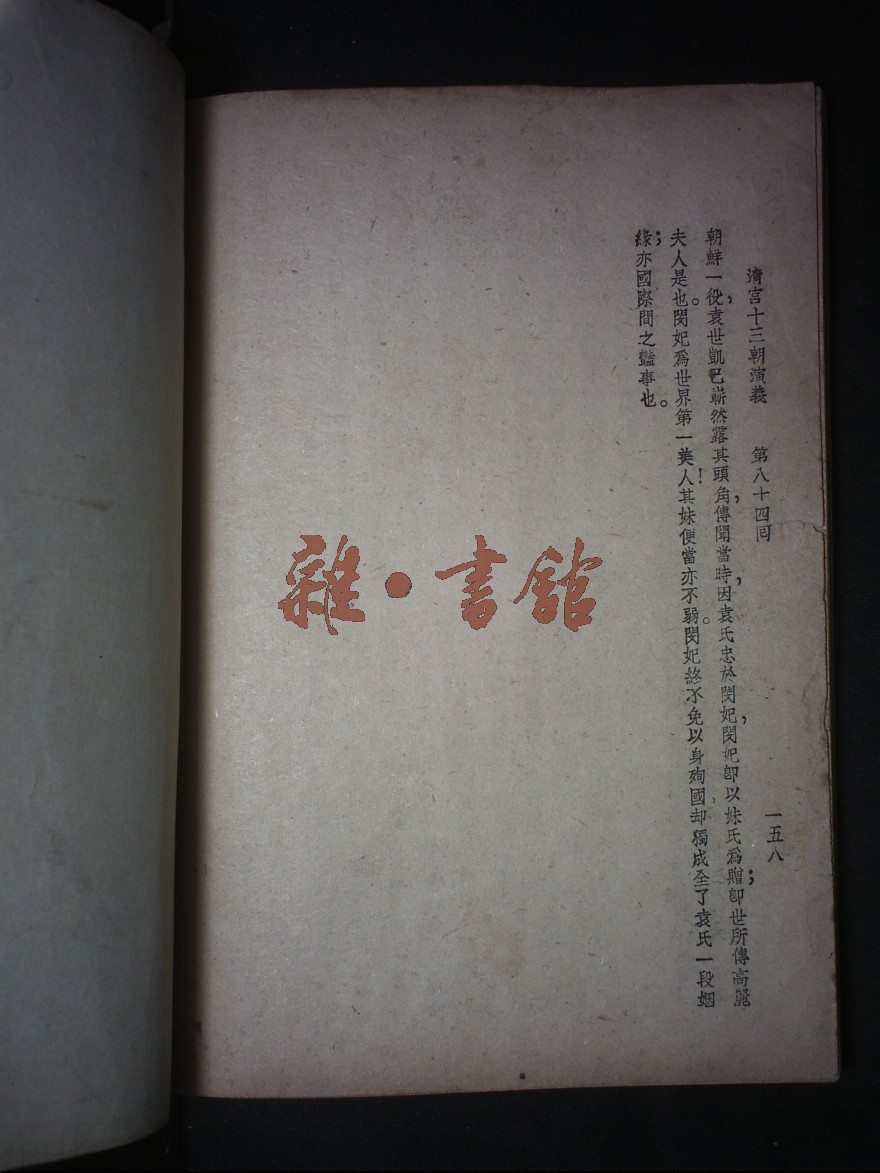 清宮十三朝演義 第八十四囘 一五八
朝鮮一役，袁世凱已嶄然露其頭角，傳聞當時，因袁氏忠於閔妃，閔妃卽以妹氏爲贈；卽世所傳高麗
夫人是也。閔妃爲世界第一美人！其妹便當亦不弱。閔妃終不免以身殉國却獨成全了袁氏一段姻
緣；亦國際間之豔事也。
雜·書館